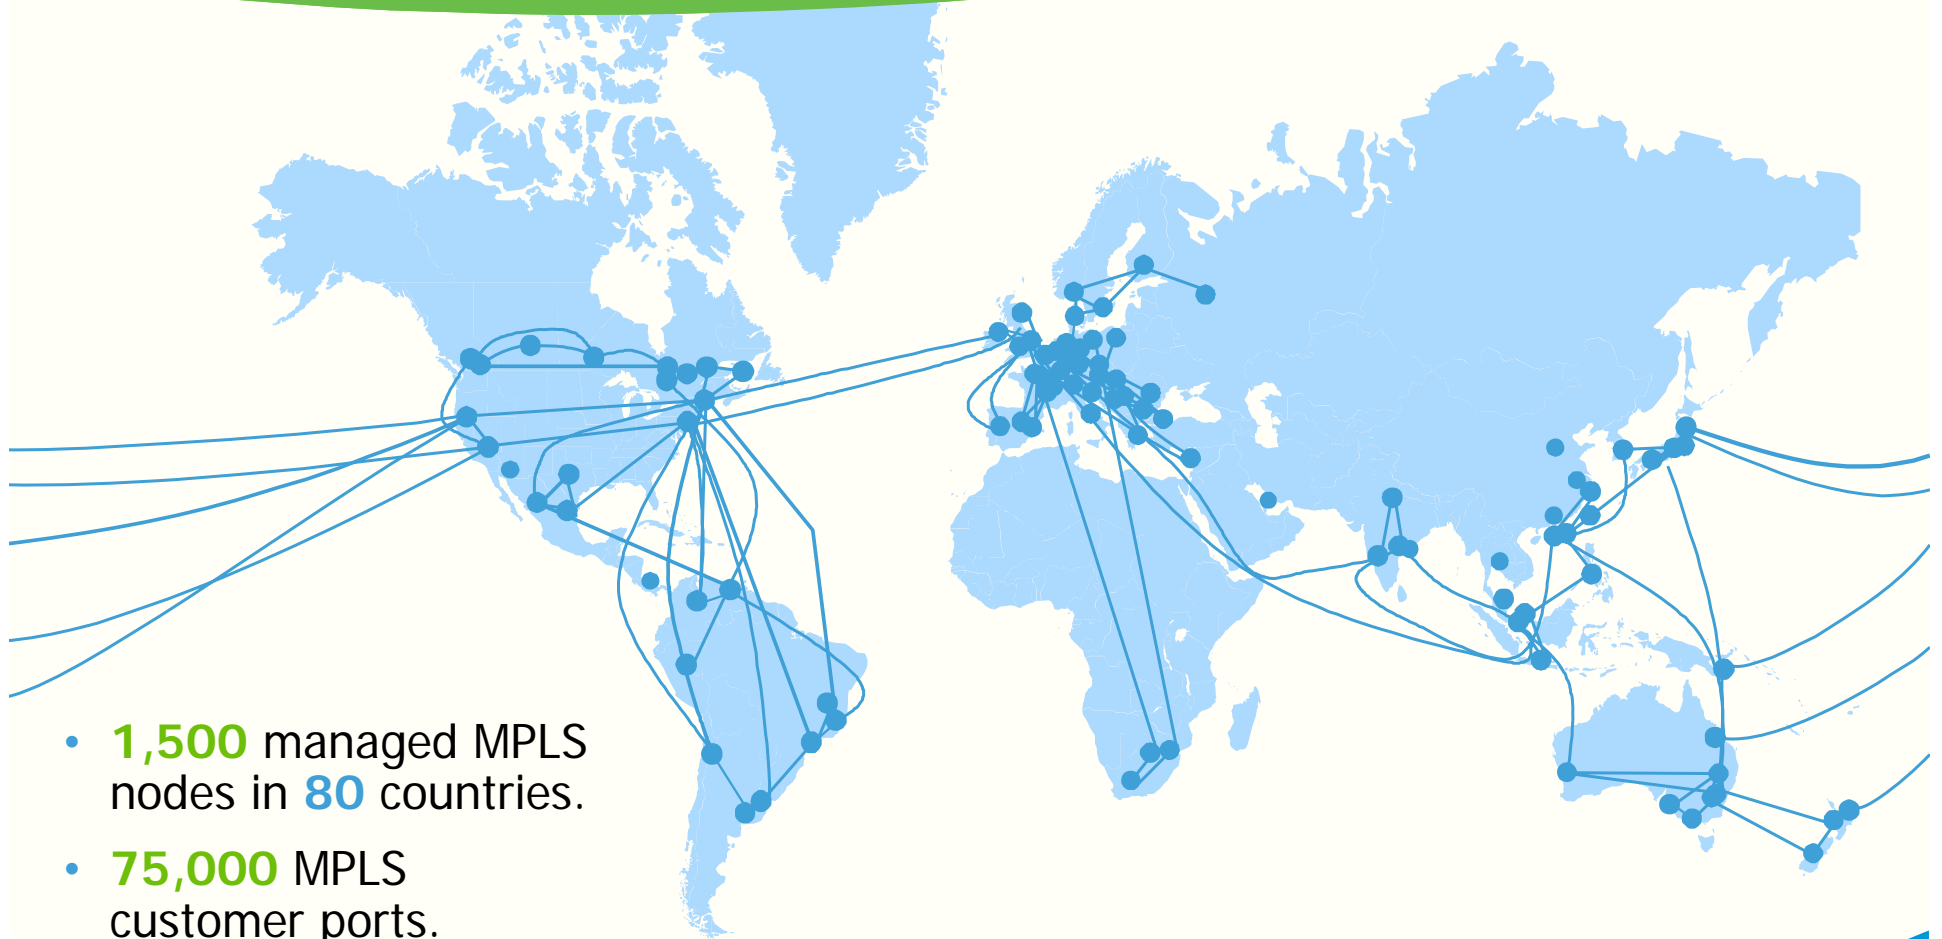 • 1,500 managed MPLS
nodes in 80 countries.
• 75,000 MPLS
customer ports.